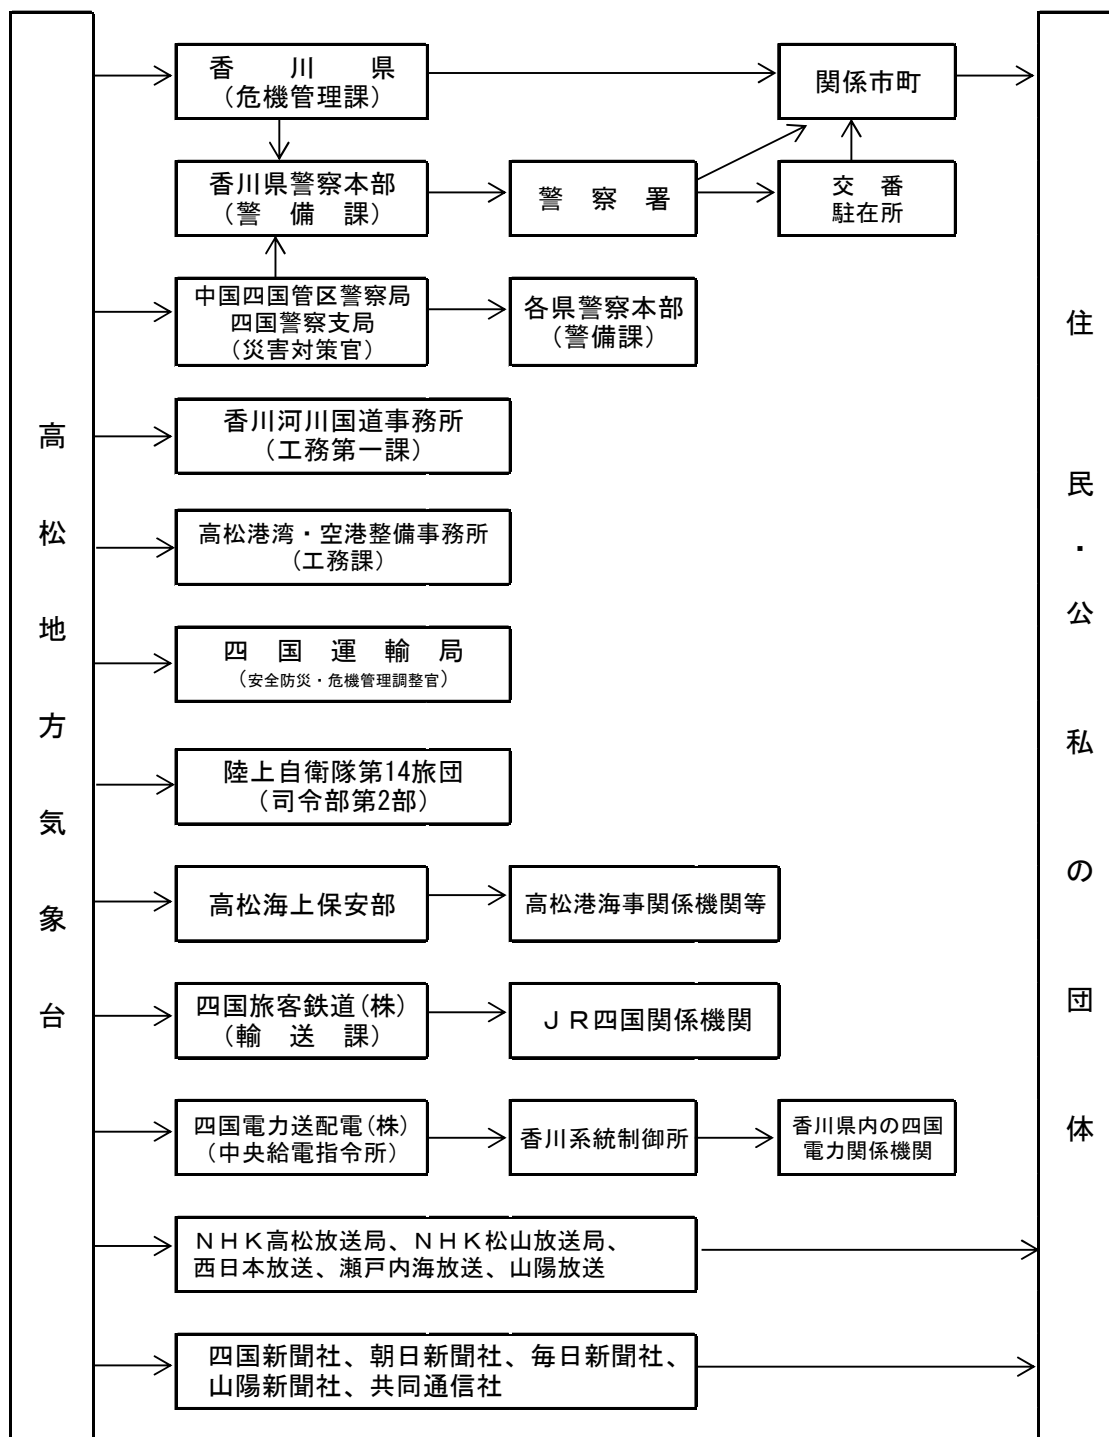 高松地方気象台
香　川　県
（危機管理課）
関係市町
香川県警察本部
（警　備　課）
警　察　署
交　番
駐在所
中国四国管区警察局
四国警察支局
（災害対策官）
各県警察本部
（警備課）
香川河川国道事務所
（工務第一課）
高松港湾・空港整備事務所
（工務課）
四　国　運　輸　局
（安全防災・危機管理調整官）
陸上自衛隊第14旅団
（司令部第2部）
高松海上保安部
高松港海事関係機関等
四国旅客鉄道(株)
（輸　送　課）
ＪＲ四国関係機関
四国電力送配電(株)
（中央給電指令所）
香川系統制御所
香川県内の四国
電力関係機関
ＮＨＫ高松放送局、ＮＨＫ松山放送局、
西日本放送、瀬戸内海放送、山陽放送
四国新聞社、朝日新聞社、毎日新聞社、
山陽新聞社、共同通信社
住民・公私の団体